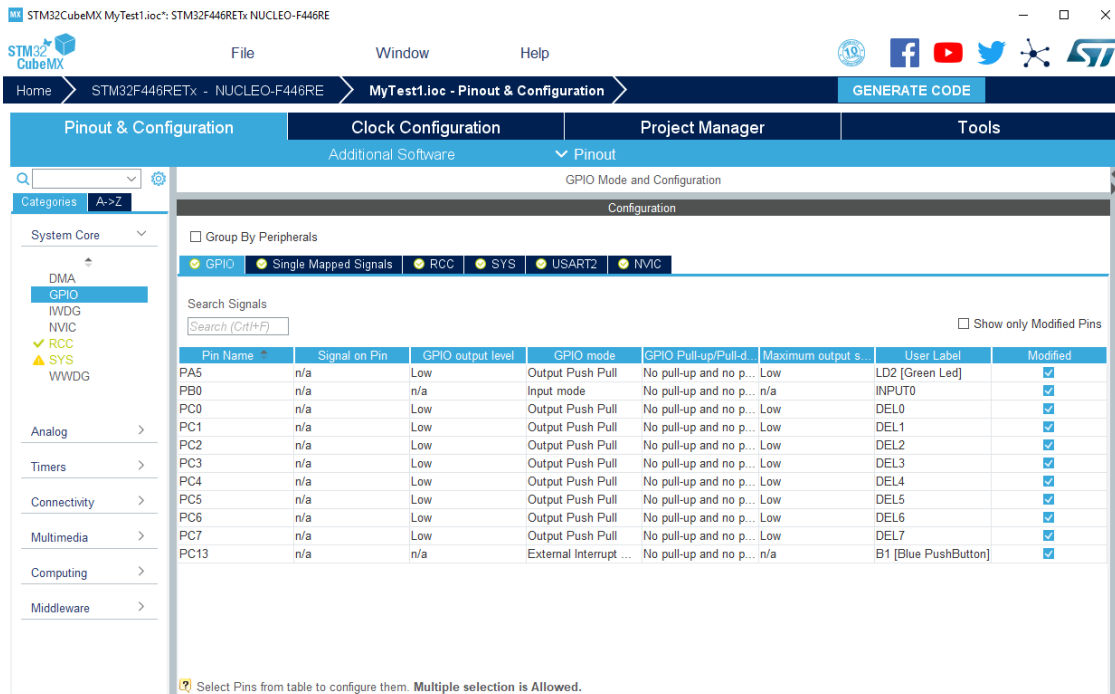 MX STM32CubeMX MyTest1.ioc*: STM32F446RETx NUCLEO-F446RE
STM32 CubeMX
File Window Help
10
Home STM32F446RETx - NUCLEO-F446RE MyTest1.ioc - Pinout & Configuration GENERATE CODE
Pinout & Configuration Clock Configuration Project Manager Tools
Additional Software Pinout
GPIO Mode and Configuration
Categories A->Z
Configuration
System Core
Group By Peripherals
GPIO Single Mapped Signals RCC SYS USART2 NVIC
DMA
GPIO
IWDG
NVIC
RCC
SYS
WWDG
Analog
Timers
Connectivity
Multimedia
Computing
Middleware
Search Signals
Search (Crtl+F) Show only Modified Pins
Pin Name Signal on Pin GPIO output level GPIO mode GPIO Pull-up/Pull-d... Maximum output s... User Label Modified
PA5 n/a Low Output Push Pull No pull-up and no p... Low LD2 [Green Led]
PB0 n/a n/a Input mode No pull-up and no p... n/a INPUT0
PC0 n/a Low Output Push Pull No pull-up and no p... Low DEL0
PC1 n/a Low Output Push Pull No pull-up and no p... Low DEL1
PC2 n/a Low Output Push Pull No pull-up and no p... Low DEL2
PC3 n/a Low Output Push Pull No pull-up and no p... Low DEL3
PC4 n/a Low Output Push Pull No pull-up and no p... Low DEL4
PC5 n/a Low Output Push Pull No pull-up and no p... Low DEL5
PC6 n/a Low Output Push Pull No pull-up and no p... Low DEL6
PC7 n/a Low Output Push Pull No pull-up and no p... Low DEL7
PC13 n/a n/a External Interrupt ... No pull-up and no p... n/a B1 [Blue PushButton]
Select Pins from table to configure them. Multiple selection is Allowed.